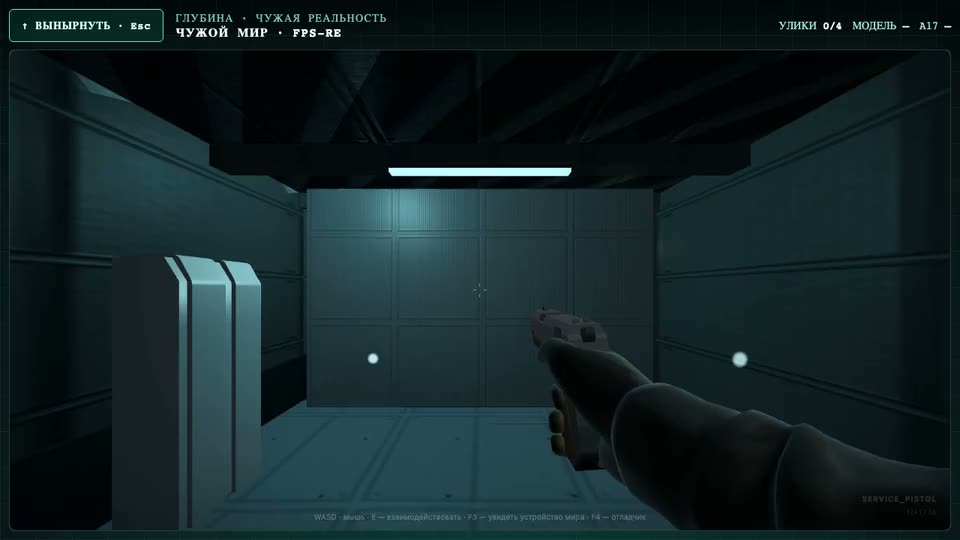 ↑ ВЫНЫРНУТЬ · Esc
ГЛУБИНА · ЧУЖАЯ РЕАЛЬНОСТЬ
ЧУЖОЙ МИР · FPS-RE
УЛИКИ 0/4 МОДЕЛЬ — A17 —
WASD · мышь · E — взаимодействовать · F3 — увидеть устройство мира · F4 — отладчик
SERVICE_PISTOL